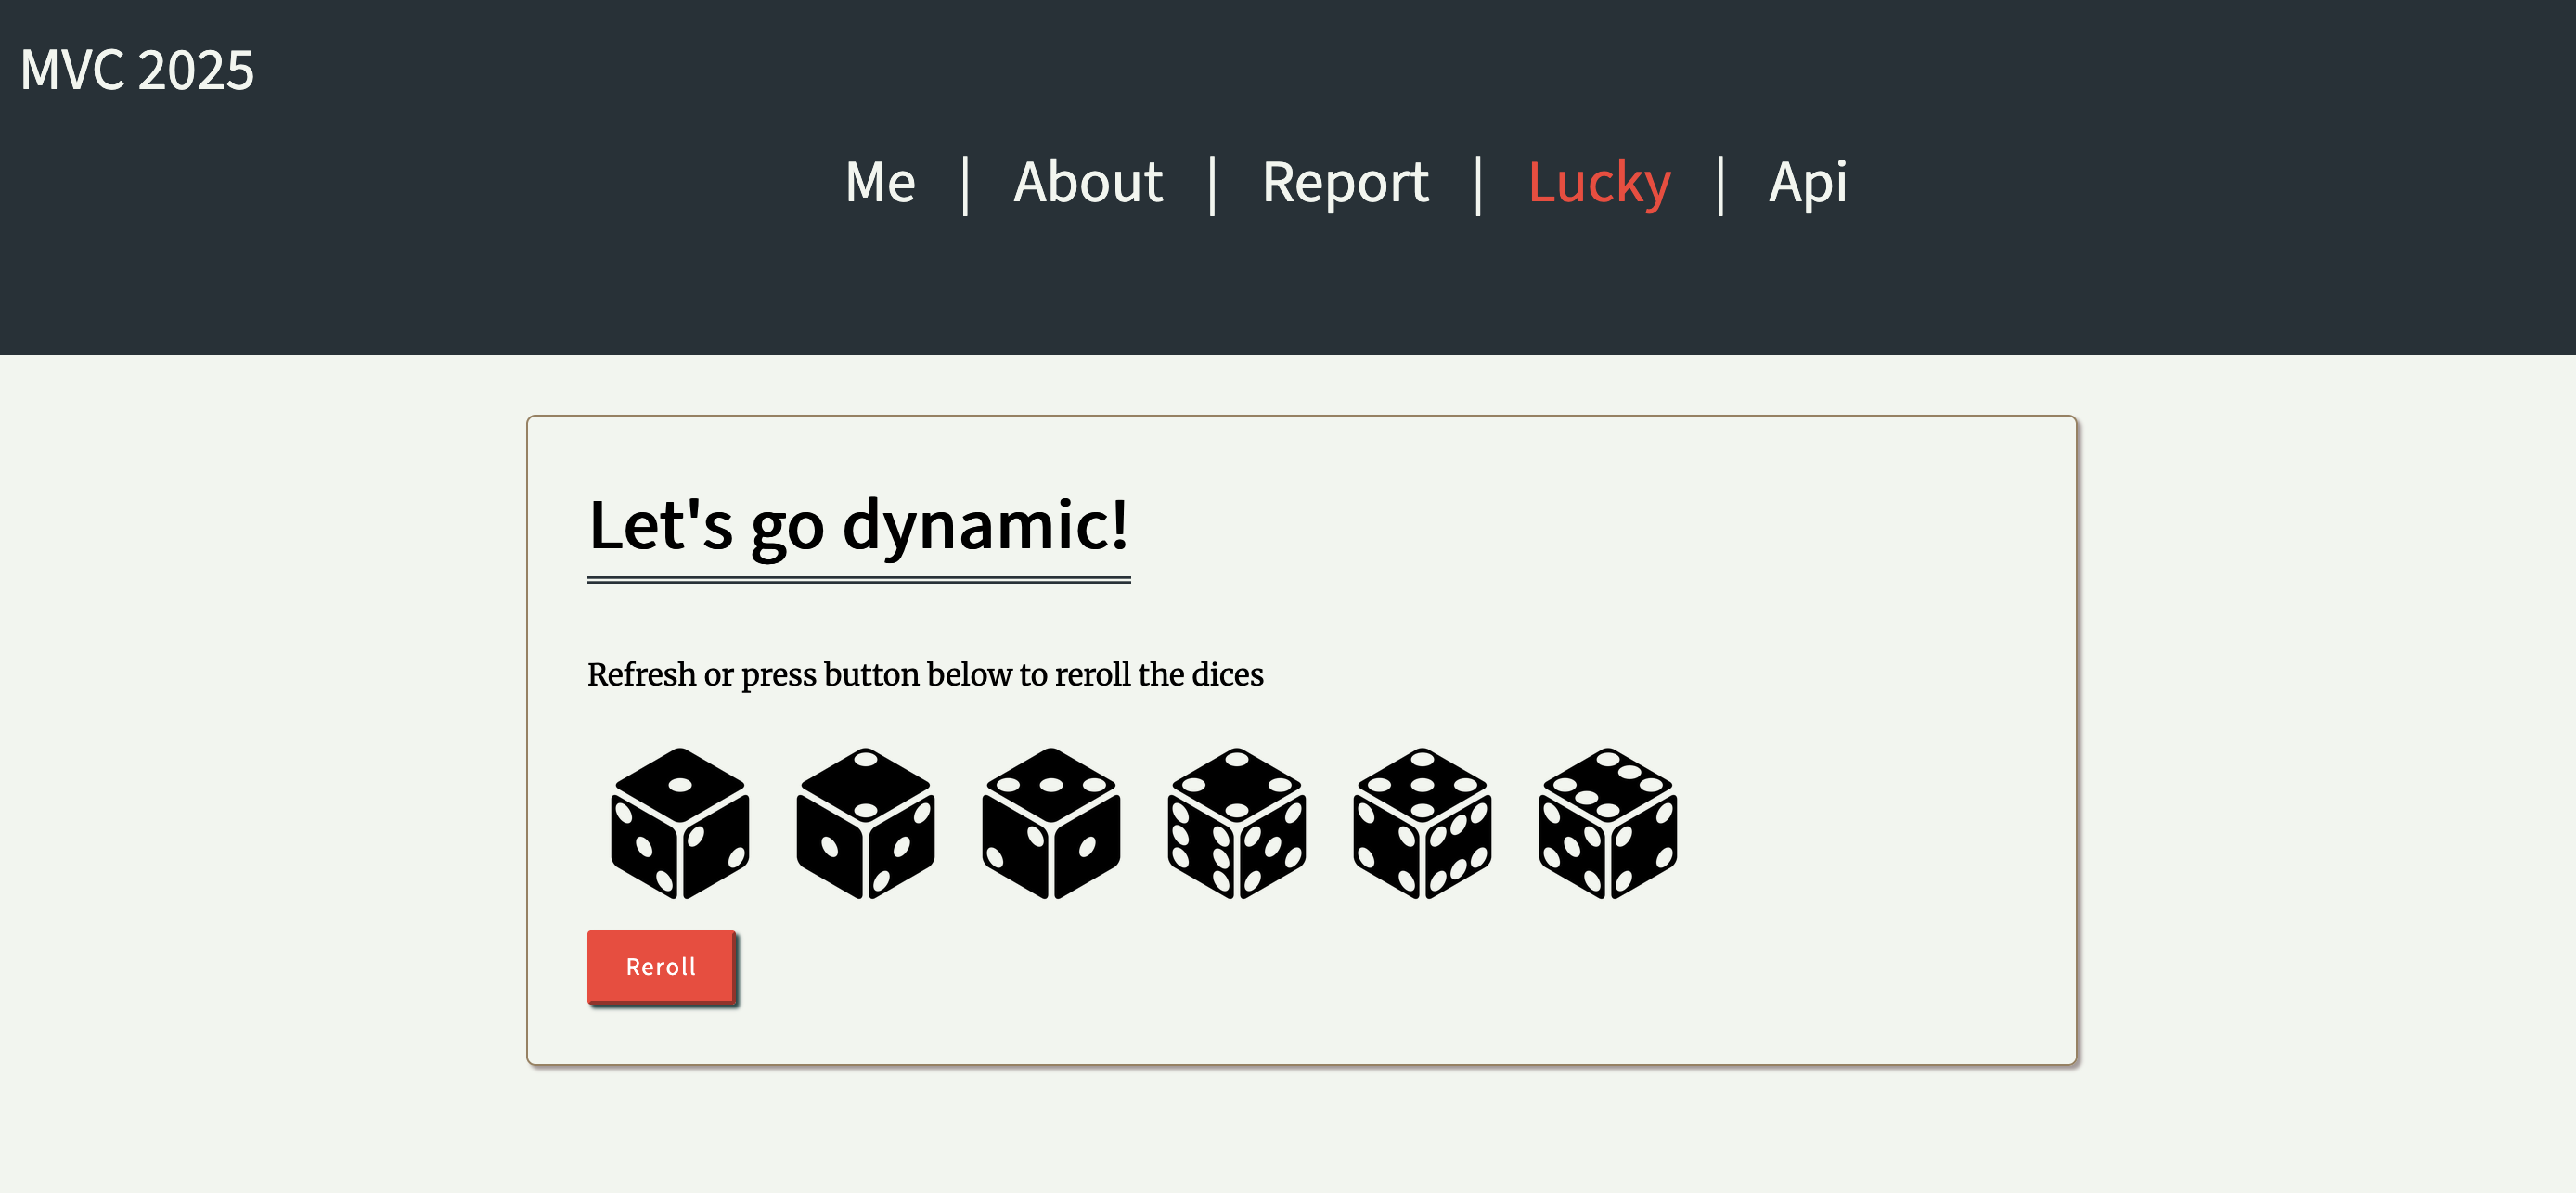 MVC 2025
Me | About | Report | Lucky | Api
Let's go dynamic!
Refresh or press button below to reroll the dices
Reroll